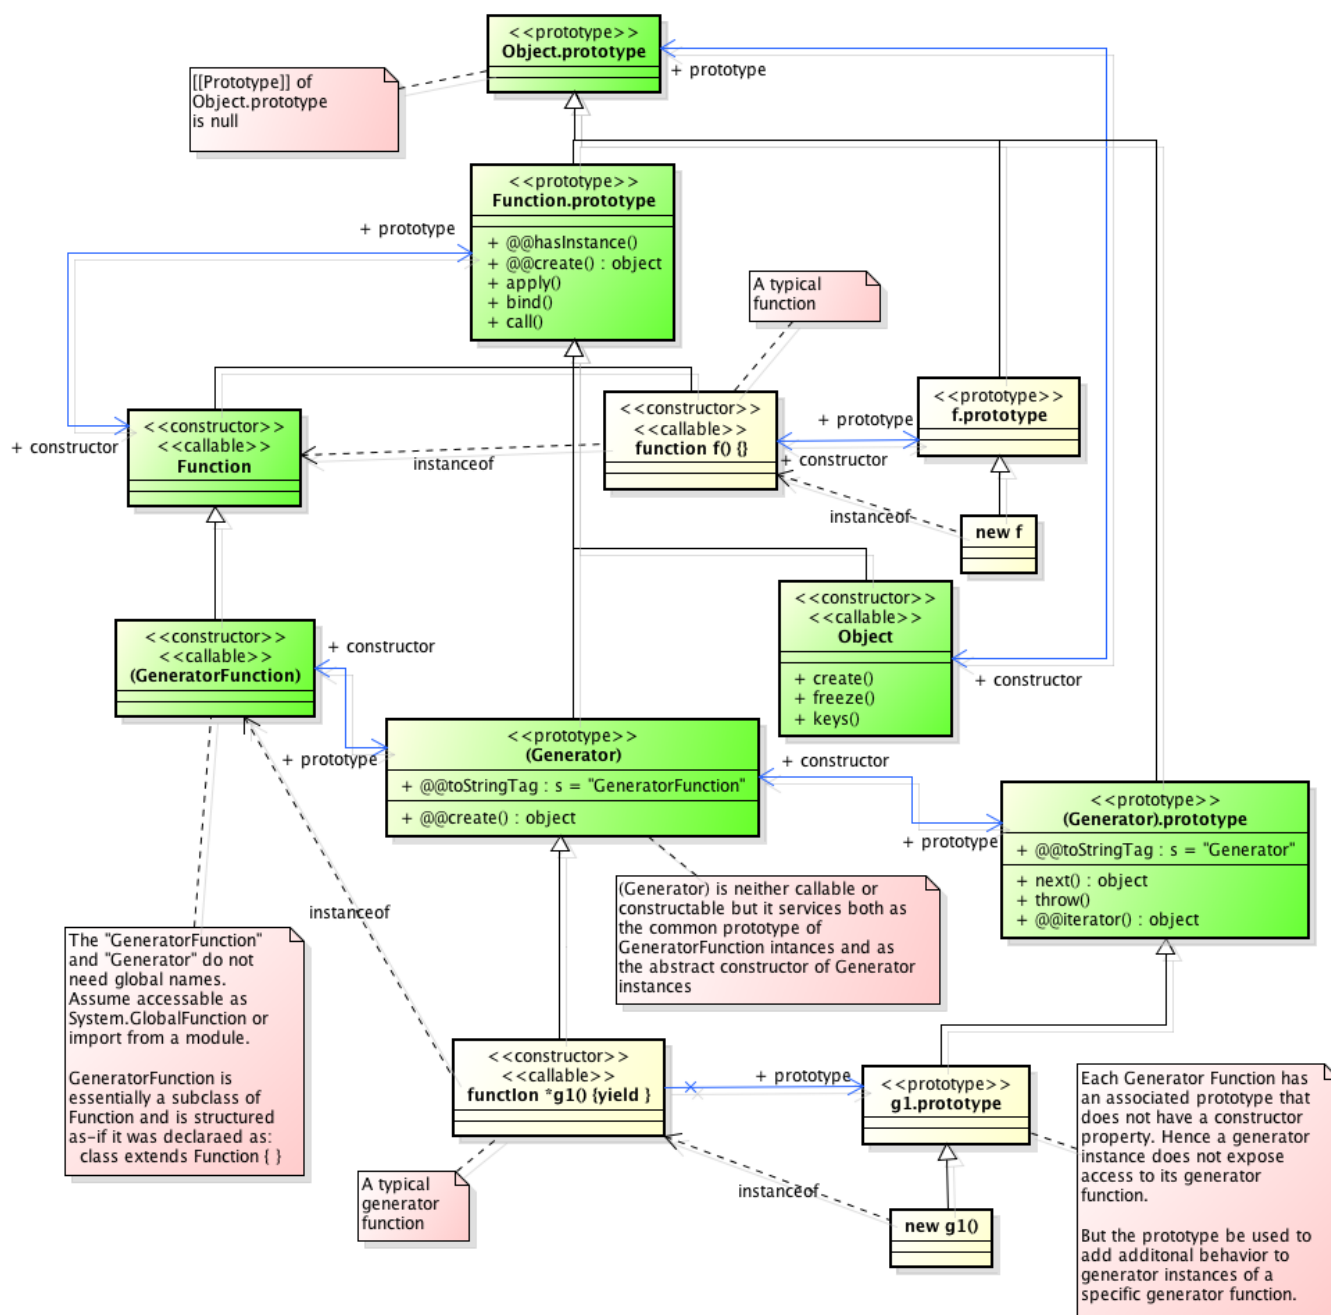 <<prototype>>
Object.prototype
+ prototype
[[Prototype]] of
Object.prototype
is null
<<prototype>>
Function.prototype
+ @@hasInstance()
+ @@create() : object
+ apply()
+ bind()
+ call()
+ prototype
+ constructor
A typical
function
<<constructor>>
<<callable>>
Function
instanceof
<<constructor>>
<<callable>>
function f() {}
+ prototype
+ constructor
<<prototype>>
f.prototype
instanceof
new f
<<constructor>>
<<callable>>
Object
+ create()
+ freeze()
+ keys()
+ constructor
<<constructor>>
<<callable>>
(GeneratorFunction)
+ constructor
+ prototype
<<prototype>>
(Generator)
+ @@toStringTag : s = "GeneratorFunction"
+ @@create() : object
+ constructor
+ prototype
<<prototype>>
(Generator).prototype
+ @@toStringTag : s = "Generator"
+ next() : object
+ throw()
+ @@iterator() : object
instanceof
(Generator) is neither callable or
constructable but it services both as
the common prototype of
GeneratorFunction intances and as
the abstract constructor of Generator
instances
The "GeneratorFunction"
and "Generator" do not
need global names.
Assume accessable as
System.GlobalFunction or
import from a module.
GeneratorFunction is
essentially a subclass of
Function and is structured
as-if it was declaraed as:
class extends Function { }
<<constructor>>
<<callable>>
function *g1() {yield }
+ prototype
<<prototype>>
g1.prototype
A typical
generator
function
instanceof
new g1()
Each Generator Function has
an associated prototype that
does not have a constructor
property. Hence a generator
instance does not expose
access to its generator
function.
But the prototype be used to
add additonal behavior to
generator instances of a
specific generator function.